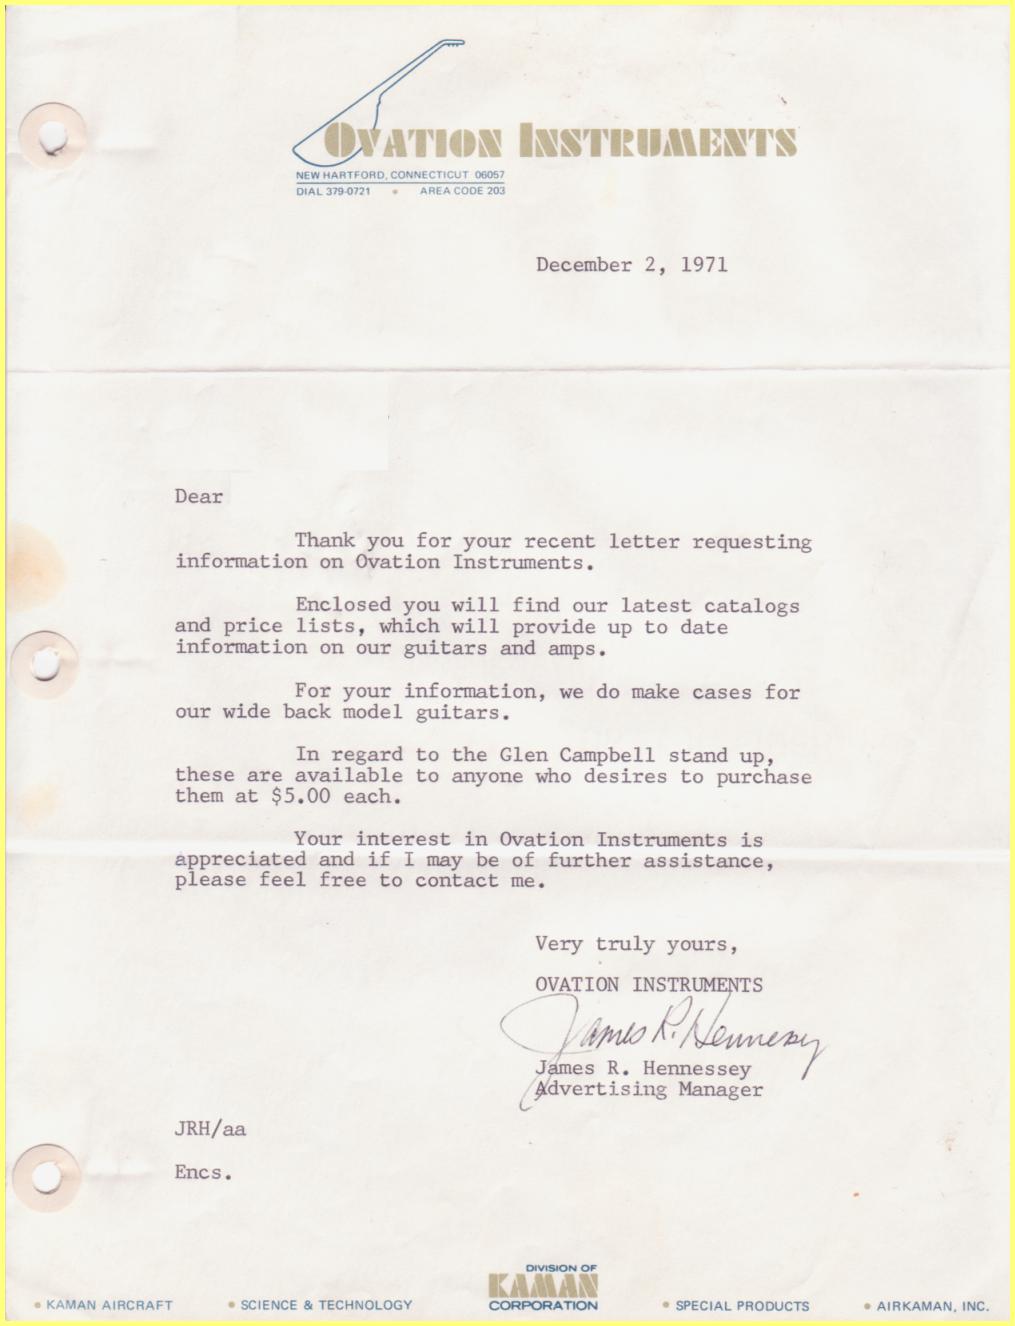 OVATION INSTRUMENTS
NEW HARTFORD, CONNECTICUT 06057
DIAL 379-0721 • AREA CODE 203
December 2, 1971
Dear
Thank you for your recent letter requesting
information on Ovation Instruments.
Enclosed you will find our latest catalogs
and price lists, which will provide up to date
information on our guitars and amps.
For your information, we do make cases for
our wide back model guitars.
In regard to the Glen Campbell stand up,
these are available to anyone who desires to purchase
them at $5.00 each.
Your interest in Ovation Instruments is
appreciated and if I may be of further assistance,
please feel free to contact me.
Very truly yours,
OVATION INSTRUMENTS
James R. Hennessey
James R. Hennessey
Advertising Manager
JRH/aa
Encs.
DIVISION OF
KAMAN
CORPORATION
• KAMAN AIRCRAFT • SCIENCE & TECHNOLOGY • SPECIAL PRODUCTS • AIRKAMAN, INC.